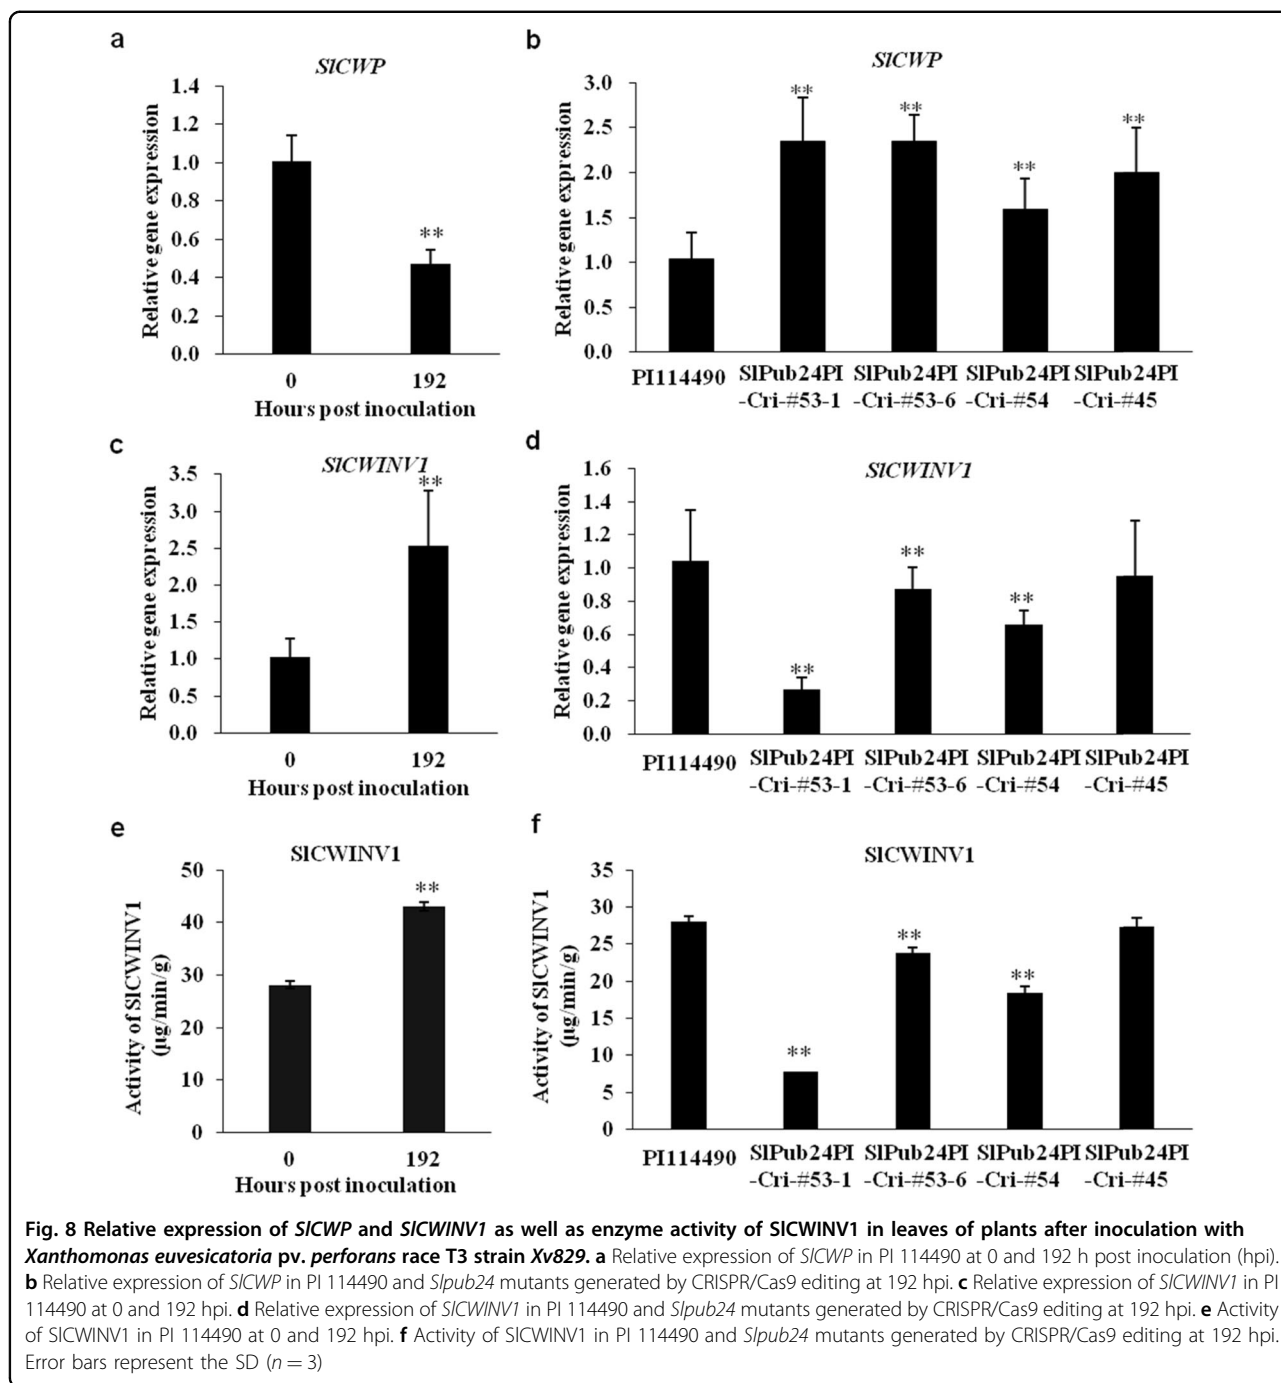 a
SlCWP
Relative gene expression
1.4
1.2
1.0
0.8
0.6
0.4
0.2
0.0
**
0 192
Hours post inoculation
b
SlCWP
Relative gene expression
3.0
2.5
2.0
1.5
1.0
0.5
0.0
** ** ** **
PI114490 SlPub24PI SlPub24PI SlPub24PI SlPub24PI
-Cri-#53-1 -Cri-#53-6 -Cri-#54 -Cri-#45
c
SlCWINV1
Relative gene expression
3.5
3.0
2.5
2.0
1.5
1.0
0.5
0.0
**
0 192
Hours post inoculation
d
SlCWINV1
Relative gene expression
1.6
1.4
1.2
1.0
0.8
0.6
0.4
0.2
0.0
** ** **
PI114490 SlPub24PI SlPub24PI SlPub24PI SlPub24PI
-Cri-#53-1 -Cri-#53-6 -Cri-#54 -Cri-#45
e
SlCWINV1
Activity of SlCWINV1
(µg/min/g)
50
40
30
20
10
0
**
0 192
Hours post inoculation
f
SlCWINV1
Activity of SlCWINV1
(µg/min/g)
35
30
25
20
15
10
5
0
** ** **
PI114490 SlPub24PI SlPub24PI SlPub24PI SlPub24PI
-Cri-#53-1 -Cri-#53-6 -Cri-#54 -Cri-#45
Fig. 8 Relative expression of SlCWP and SlCWINV1 as well as enzyme activity of SlCWINV1 in leaves of plants after inoculation with
Xanthomonas euvesicatoria pv. perforans race T3 strain Xv829. a Relative expression of SlCWP in PI 114490 at 0 and 192 h post inoculation (hpi).
b Relative expression of SlCWP in PI 114490 and Slpub24 mutants generated by CRISPR/Cas9 editing at 192 hpi. c Relative expression of SlCWINV1 in PI
114490 at 0 and 192 hpi. d Relative expression of SlCWINV1 in PI 114490 and Slpub24 mutants generated by CRISPR/Cas9 editing at 192 hpi. e Activity
of SlCWINV1 in PI 114490 at 0 and 192 hpi. f Activity of SlCWINV1 in PI 114490 and Slpub24 mutants generated by CRISPR/Cas9 editing at 192 hpi.
Error bars represent the SD (n = 3)